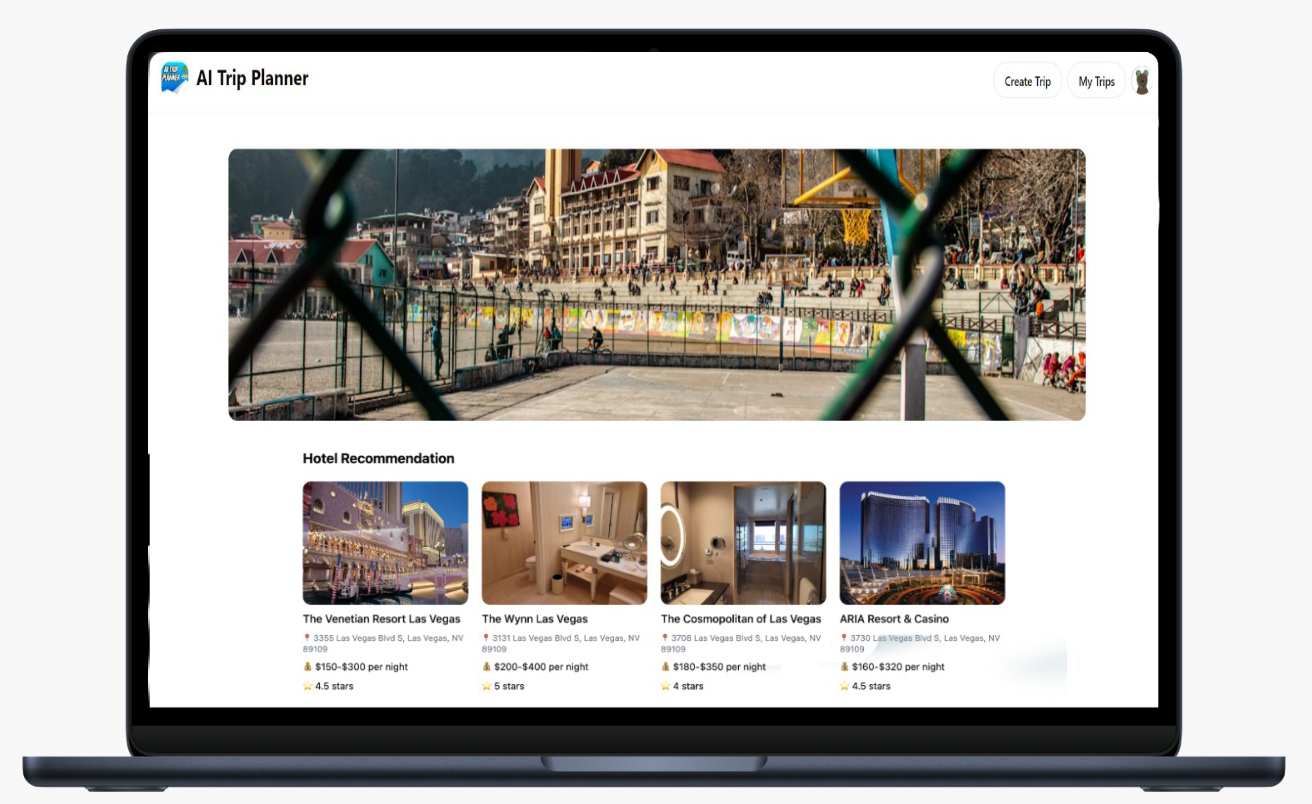 AI TRIP
PLANNER
AI Trip Planner
Create Trip
My Trips
Hotel Recommendation
The Venetian Resort Las Vegas
📍 3355 Las Vegas Blvd S, Las Vegas, NV
89109
💰 $150-$300 per night
⭐ 4.5 stars
The Wynn Las Vegas
📍 3131 Las Vegas Blvd S, Las Vegas, NV
89109
💰 $200-$400 per night
⭐ 5 stars
The Cosmopolitan of Las Vegas
📍 3708 Las Vegas Blvd S, Las Vegas, NV
89109
💰 $180-$350 per night
⭐ 4 stars
ARIA Resort & Casino
📍 3730 Las Vegas Blvd S, Las Vegas, NV
89109
💰 $160-$320 per night
⭐ 4.5 stars